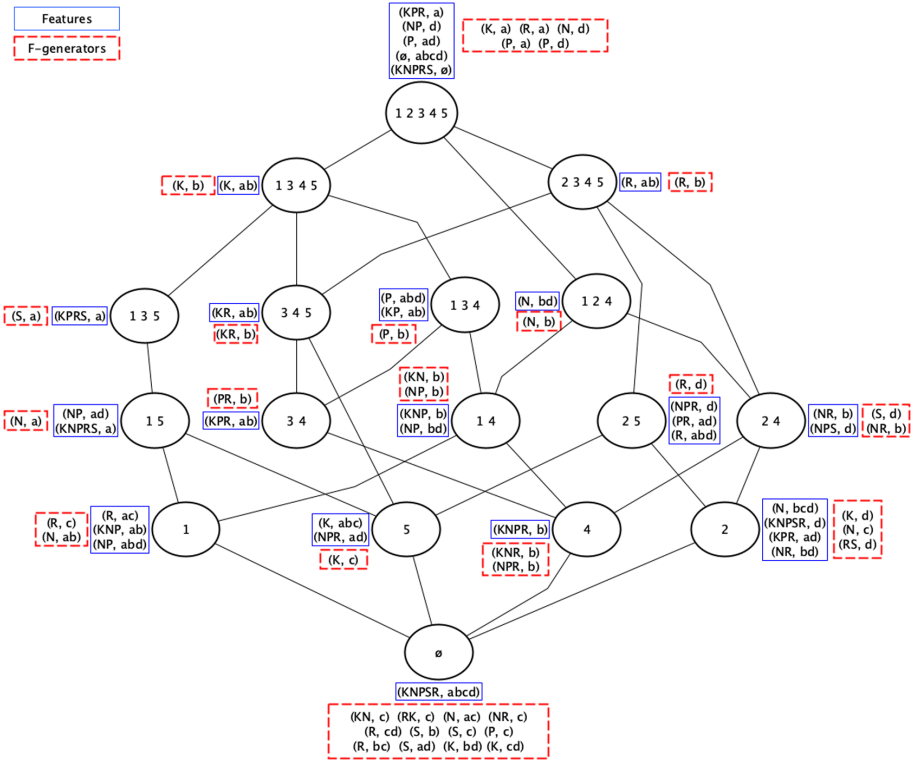 Features
F-generators
(KPR, a)
(NP, d)
(P, ad)
(ø, abcd)
(KNPRS, ø)
(K, a) (R, a) (N, d)
(P, a) (P, d)
1 2 3 4 5
(K, b)
(K, ab)
1 3 4 5
2 3 4 5
(R, ab)
(R, b)
(S, a)
(KPRS, a)
1 3 5
(KR, ab)
(KR, b)
3 4 5
(P, abd)
(KP, ab)
(P, b)
1 3 4
(N, bd)
(N, b)
1 2 4
(N, a)
(NP, ad)
(KNPRS, a)
1 5
(PR, b)
(KPR, ab)
3 4
(KN, b)
(NP, b)
(KNP, b)
(NP, bd)
1 4
2 5
(R, d)
(NPR, d)
(PR, ad)
(R, abd)
2 4
(NR, b)
(NPS, d)
(S, d)
(NR, b)
(R, c)
(N, ab)
(R, ac)
(KNP, ab)
(NP, abd)
1
(K, abc)
(NPR, ad)
(K, c)
5
(KNPR, b)
(KNR, b)
(NPR, b)
4
2
(N, bcd)
(KNPSR, d)
(KPR, ad)
(NR, bd)
(K, d)
(N, c)
(RS, d)
ø
(KNPSR, abcd)
(KN, c) (RK, c) (N, ac) (NR, c)
(R, cd) (S, b) (S, c) (P, c)
(R, bc) (S, ad) (K, bd) (K, cd)